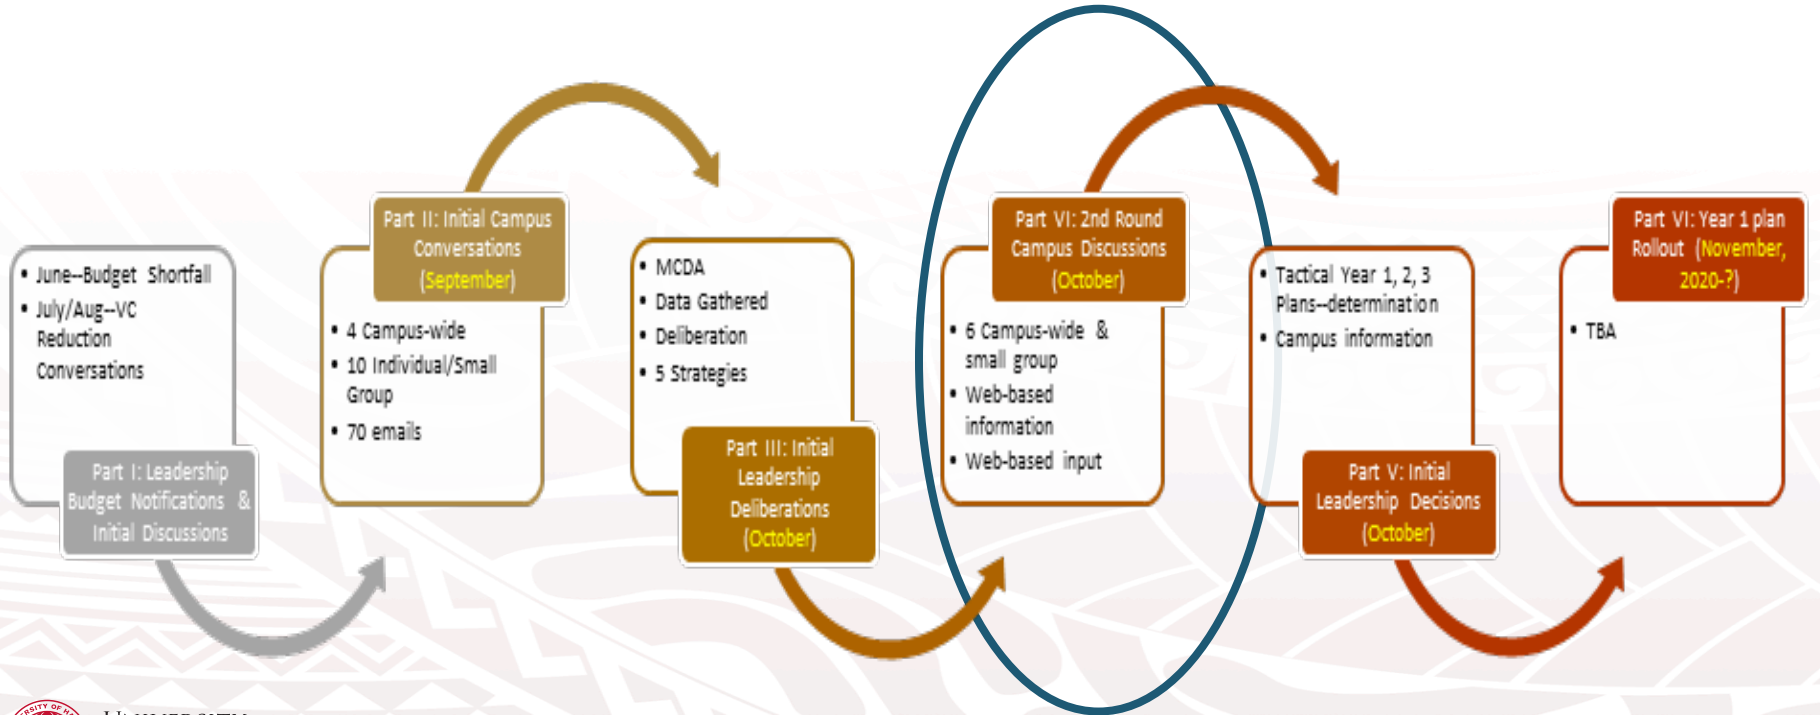 • June--Budget Shortfall
• July/Aug--VC
Reduction
Conversations
Part I: Leadership
Budget Notifications &
Initial Discussions
Part II: Initial Campus
Conversations
(September)
• 4 Campus-wide
• 10 Individual/Small
Group
• 70 emails
• MCDA
• Data Gathered
• Deliberation
• 5 Strategies
Part III: Initial
Leadership
Deliberations
(October)
Part VI: 2nd Round
Campus Discussions
(October)
• 6 Campus-wide &
small group
• Web-based
information
• Web-based input
• Tactical Year 1, 2, 3
Plans--determination
• Campus information
Part V: Initial
Leadership Decisions
(October)
Part VI: Year 1 plan
Rollout (November,
2020-?)
• TBA